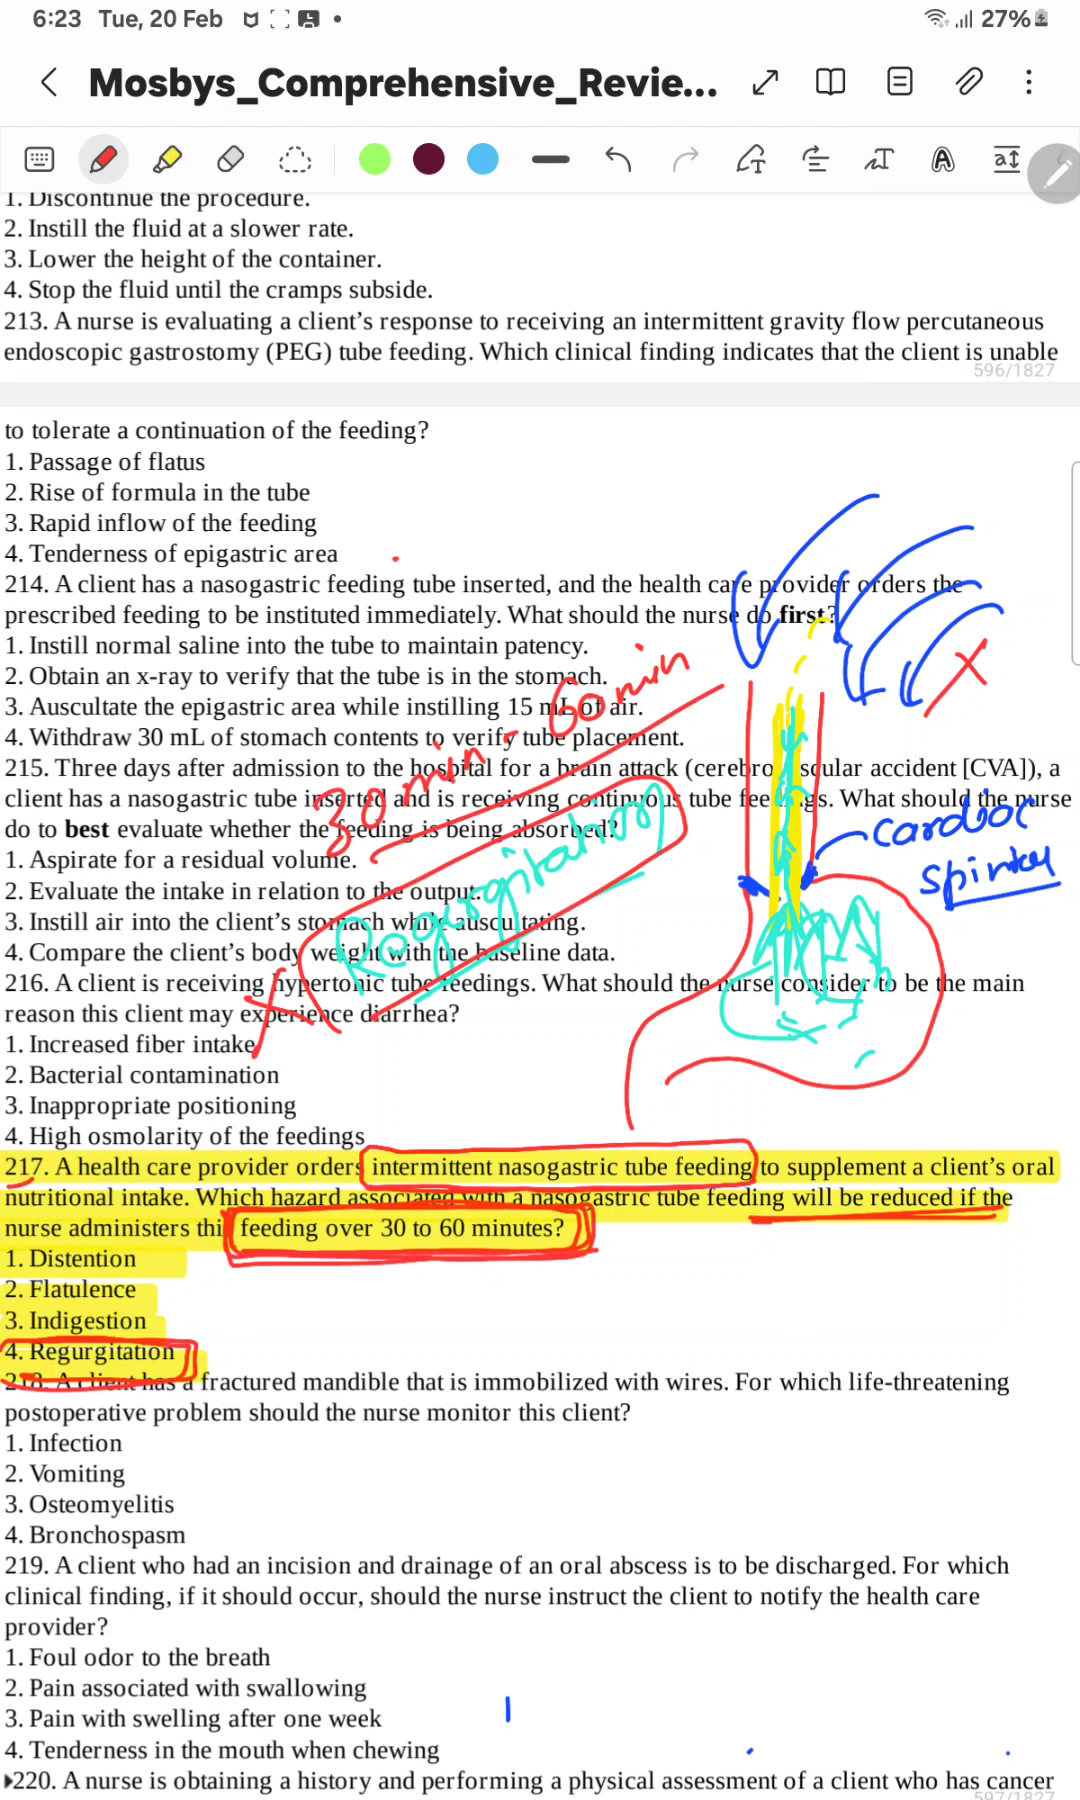 6:23 Tue, 20 Feb
27%
Mosbys_Comprehensive_Revie...
1. Discontinue the procedure.
2. Instill the fluid at a slower rate.
3. Lower the height of the container.
4. Stop the fluid until the cramps subside.
213. A nurse is evaluating a client's response to receiving an intermittent gravity flow percutaneous
endoscopic gastrostomy (PEG) tube feeding. Which clinical finding indicates that the client is unable
596/1827
to tolerate a continuation of the feeding?
1. Passage of flatus
2. Rise of formula in the tube
3. Rapid inflow of the feeding
4. Tenderness of epigastric area
214. A client has a nasogastric feeding tube inserted, and the health care provider orders the
prescribed feeding to be instituted immediately. What should the nurse do first?
1. Instill normal saline into the tube to maintain patency.
2. Obtain an x-ray to verify that the tube is in the stomach.
3. Auscultate the epigastric area while instilling 15 mL of air.
4. Withdraw 30 mL of stomach contents to verify tube placement.
30 min - 60 min
215. Three days after admission to the hospital for a brain attack (cerebrovascular accident [CVA]), a
client has a nasogastric tube inserted and is receiving continuous tube feedings. What should the nurse
do to best evaluate whether the feeding is being absorbed?
cardiac
1. Aspirate for a residual volume.
2. Evaluate the intake in relation to the output.
3. Instill air into the client's stomach while auscultating.
4. Compare the client's body weight with the baseline data.
216. A client is receiving hypertonic tube feedings. What should the nurse consider to be the main
reason this client may experience diarrhea?
1. Increased fiber intake
2. Bacterial contamination
3. Inappropriate positioning
4. High osmolarity of the feedings
217. A health care provider orders intermittent nasogastric tube feeding to supplement a client's oral
nutritional intake. Which hazard associated with a nasogastric tube feeding will be reduced if the
nurse administers this feeding over 30 to 60 minutes?
1. Distention
2. Flatulence
3. Indigestion
4. Regurgitation
218. A client has a fractured mandible that is immobilized with wires. For which life-threatening
postoperative problem should the nurse monitor this client?
1. Infection
2. Vomiting
3. Osteomyelitis
4. Bronchospasm
219. A client who had an incision and drainage of an oral abscess is to be discharged. For which
clinical finding, if it should occur, should the nurse instruct the client to notify the health care
provider?
1. Foul odor to the breath
2. Pain associated with swallowing
3. Pain with swelling after one week
4. Tenderness in the mouth when chewing
220. A nurse is obtaining a history and performing a physical assessment of a client who has cancer
597/1827